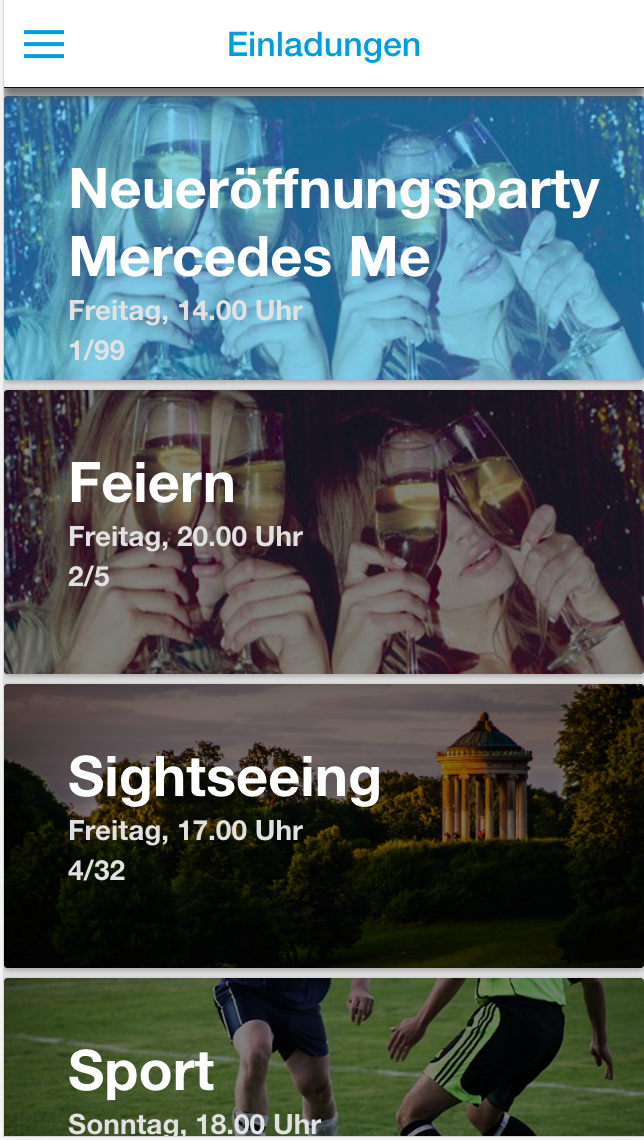 Einladungen
Neueröffnungsparty
Mercedes Me
Freitag, 14.00 Uhr
1/99
Feiern
Freitag, 20.00 Uhr
2/5
Sightseeing
Freitag, 17.00 Uhr
4/32
Sport
Sonntag, 18.00 Uhr